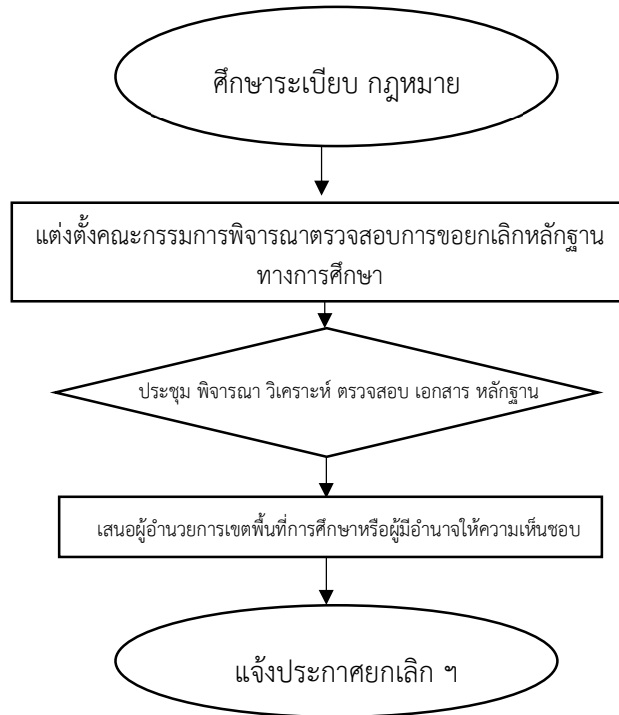 ศึกษาระเบียบ กฎหมาย
แต่งตั้งคณะกรรมการพิจารณาตรวจสอบการขอยกเลิกหลักฐาน
ทางการศึกษา
ประชุม พิจารณา วิเคราะห์ ตรวจสอบ เอกสาร หลักฐาน
เสนอผู้อำนวยการเขตพื้นที่การศึกษาหรือผู้มีอำนาจให้ความเห็นชอบ
แจ้งประกาศยกเลิก ฯ